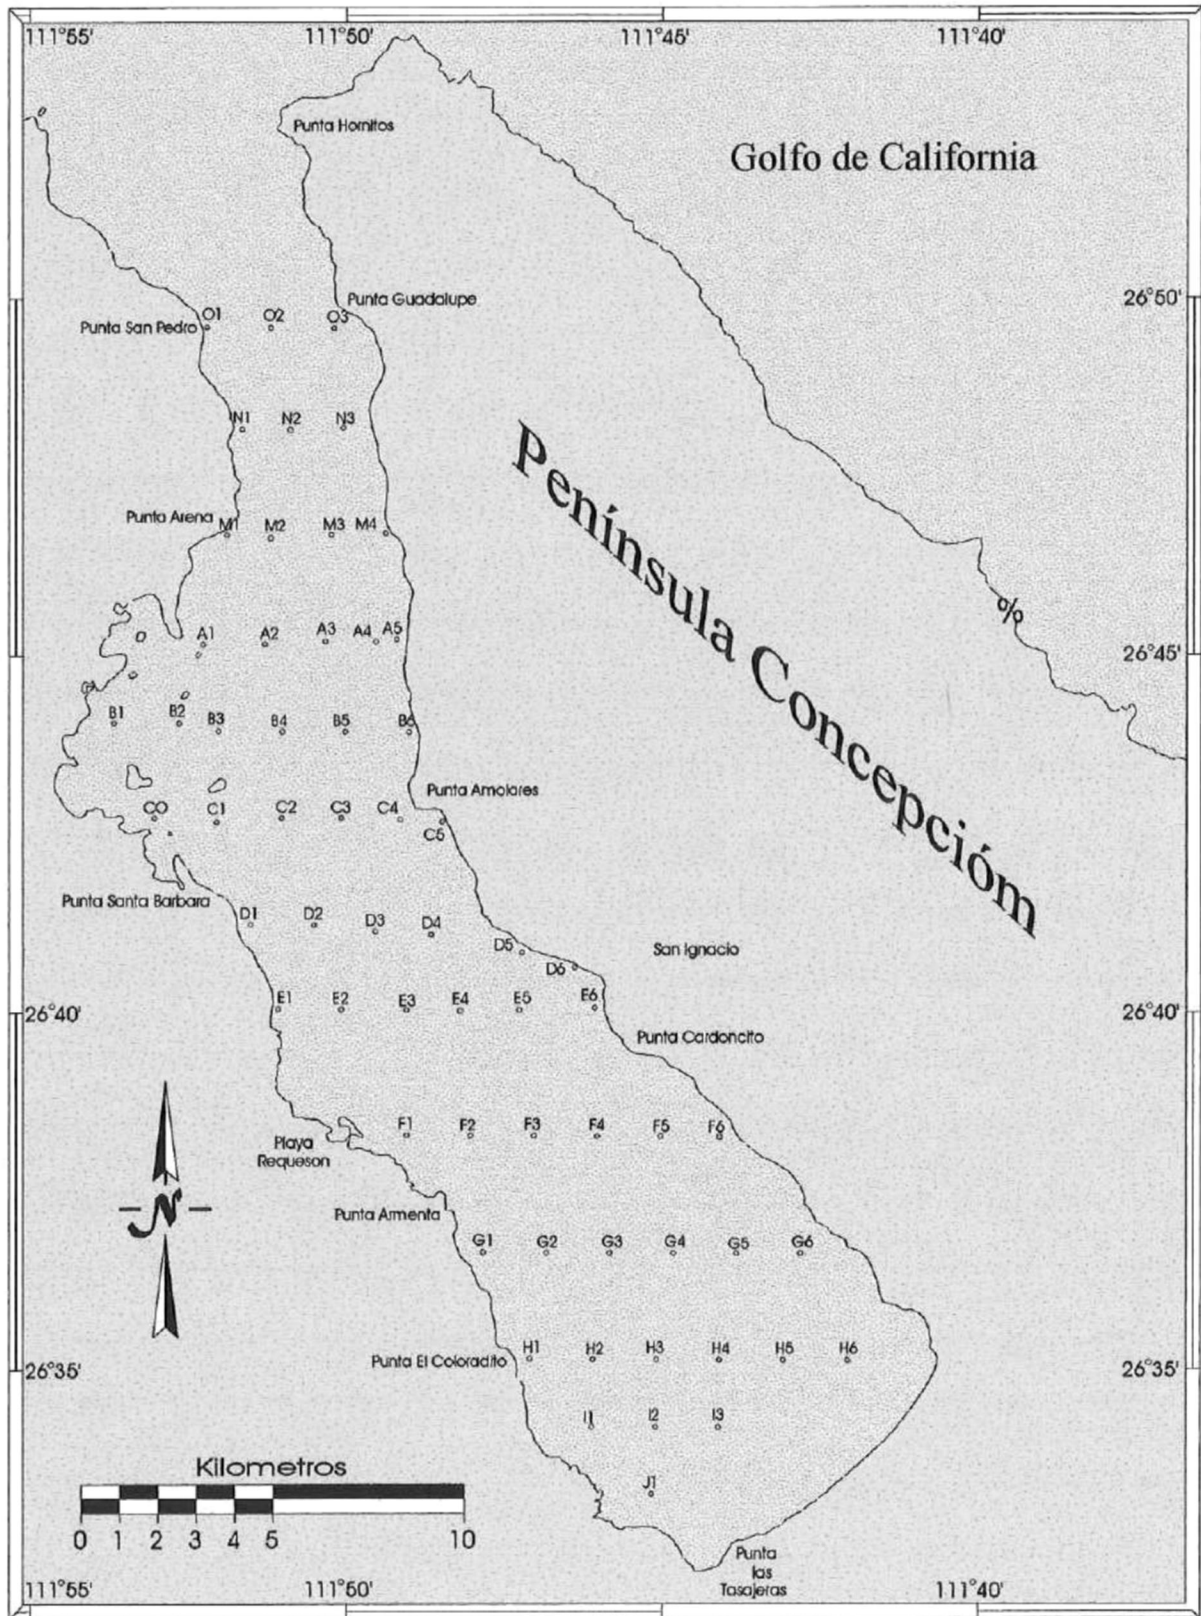 111°55' 111°50' 111°45' 111°40'
Punta Hornitos
Golfo de California
Punta Guadalupe
26°50'
Punta San Pedro
O1 O2 O3
N1 N2 N3
Península Concepcióm
Punta Arena
M1 M2 M3 M4
%
A1 A2 A3 A4 A5
26°45'
B1 B2 B3 B4 B5 B6
Punta Amolares
CO C1 C2 C3 C4
C5
Punta Santa Barbara
D1 D2 D3 D4
D5
San Ignacio
D6
E1 E2 E3 E4 E5 E6
26°40' 26°40'
Punta Cardoncito
F1 F2 F3 F4 F5 F6
Playa
Requeson
Punta Armenta
N
G1 G2 G3 G4 G5 G6
H1 H2 H3 H4 H5 H6
Punta El Coloradito
26°35' 26°35'
I1 I2 I3
Kilometros
J1
0 1 2 3 4 5 10
Punta
las
Tasajeras
111°55' 111°50' 111°40'